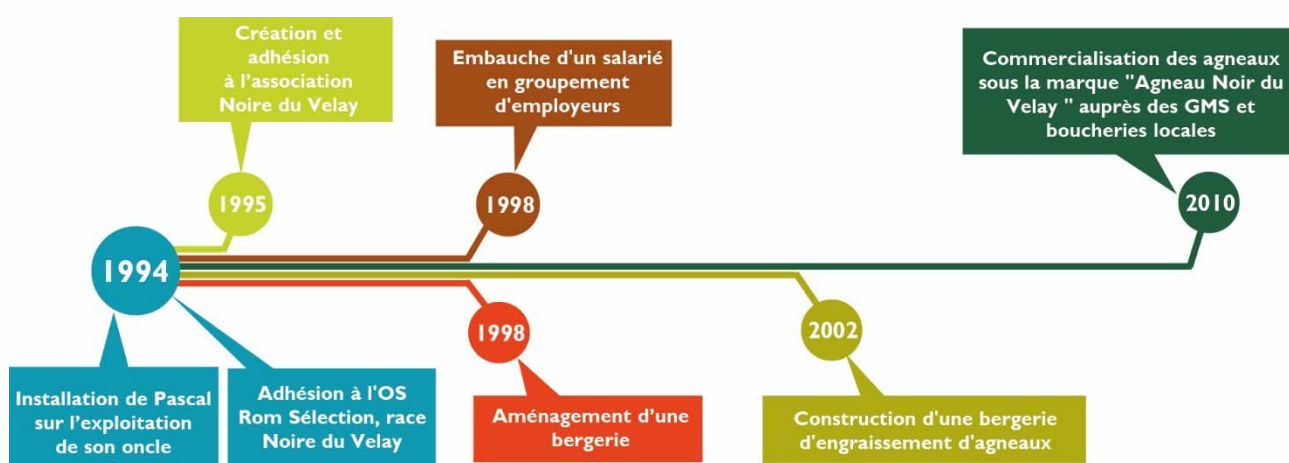 Création et
adhésion
à l'association
Noire du Velay
Embauche d'un salarié
en groupement
d'employeurs
Commercialisation des agneaux
sous la marque "Agneau Noir du
Velay " auprès des GMS et
boucheries locales
1995
1998
2010
1994
1998
2002
Installation de Pascal
sur l'exploitation
de son oncle
Adhésion à l'OS
Rom Sélection, race
Noire du Velay
Aménagement d'une
bergerie
Construction d'une bergerie
d'engraissement d'agneaux